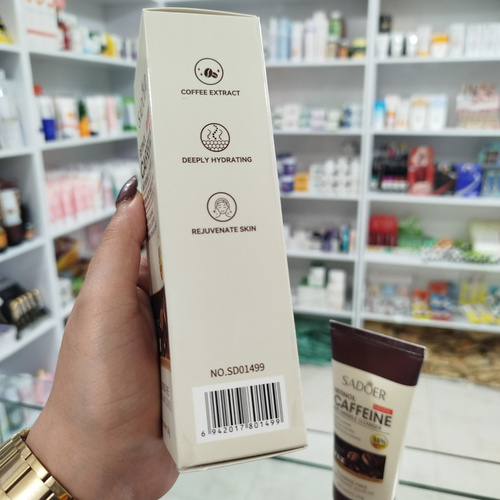 COFFEE EXTRACT
DEEPLY HYDRATING
REJUVENATE SKIN
NO.SD01499
6 942017 801499
SADOER
CAFFEINE